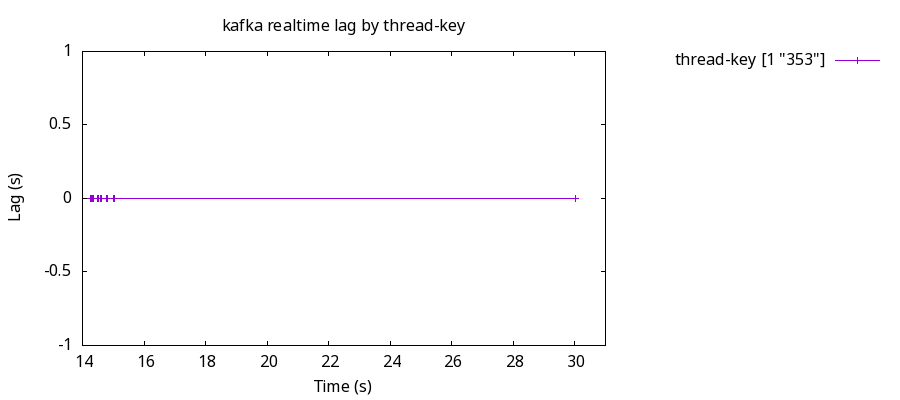 kafka realtime lag by thread-key
thread-key [1 "353"]
1
0.5
0
-0.5
-1
Lag (s)
14 16 18 20 22 24 26 28 30
Time (s)